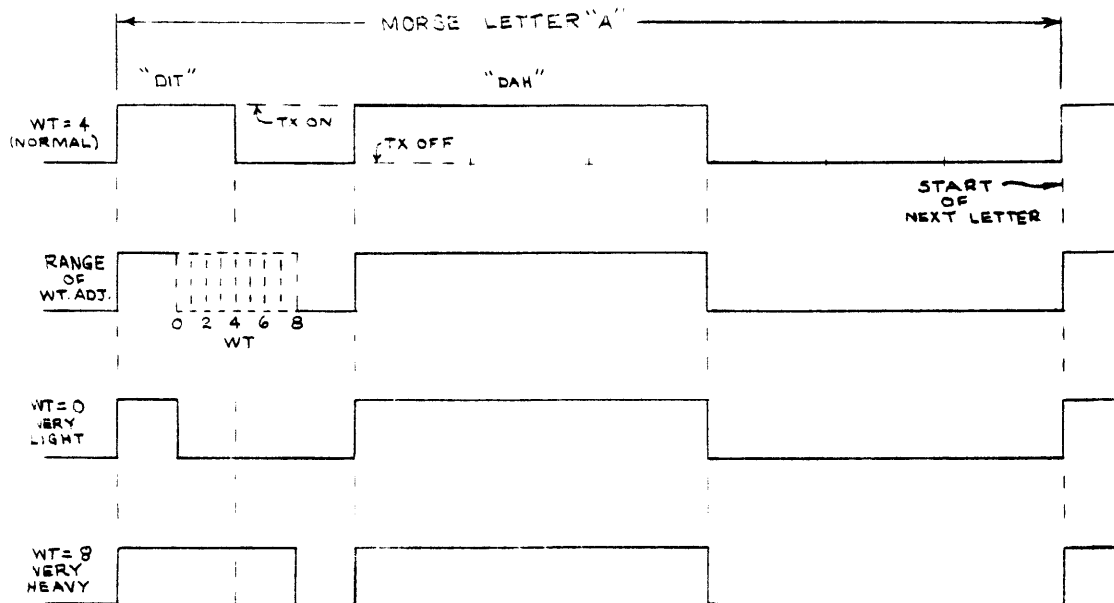 MORSE LETTER "A"
"DIT"
"DAH"
WT = 4
(NORMAL)
TX ON
TX OFF
START
OF
NEXT LETTER
RANGE
OF
WT. ADJ.
0 2 4 6 8
WT
WT = 0
VERY
LIGHT
WT = 8
VERY
HEAVY